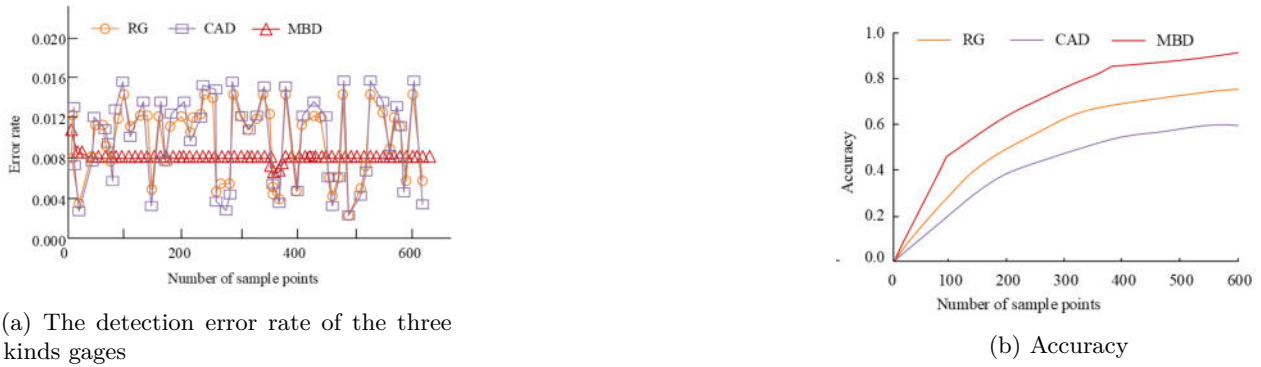 RG CAD MBD
0.020
0.016
0.012
0.008
0.004
0.000
Error rate
0 200 400 600
Number of sample points
(a) The detection error rate of the three
kinds gages
RG CAD MBD
1.0
0.8
0.6
0.4
0.2
0.0
Accuracy
0 100 200 300 400 500 600
Number of sample points
(b) Accuracy